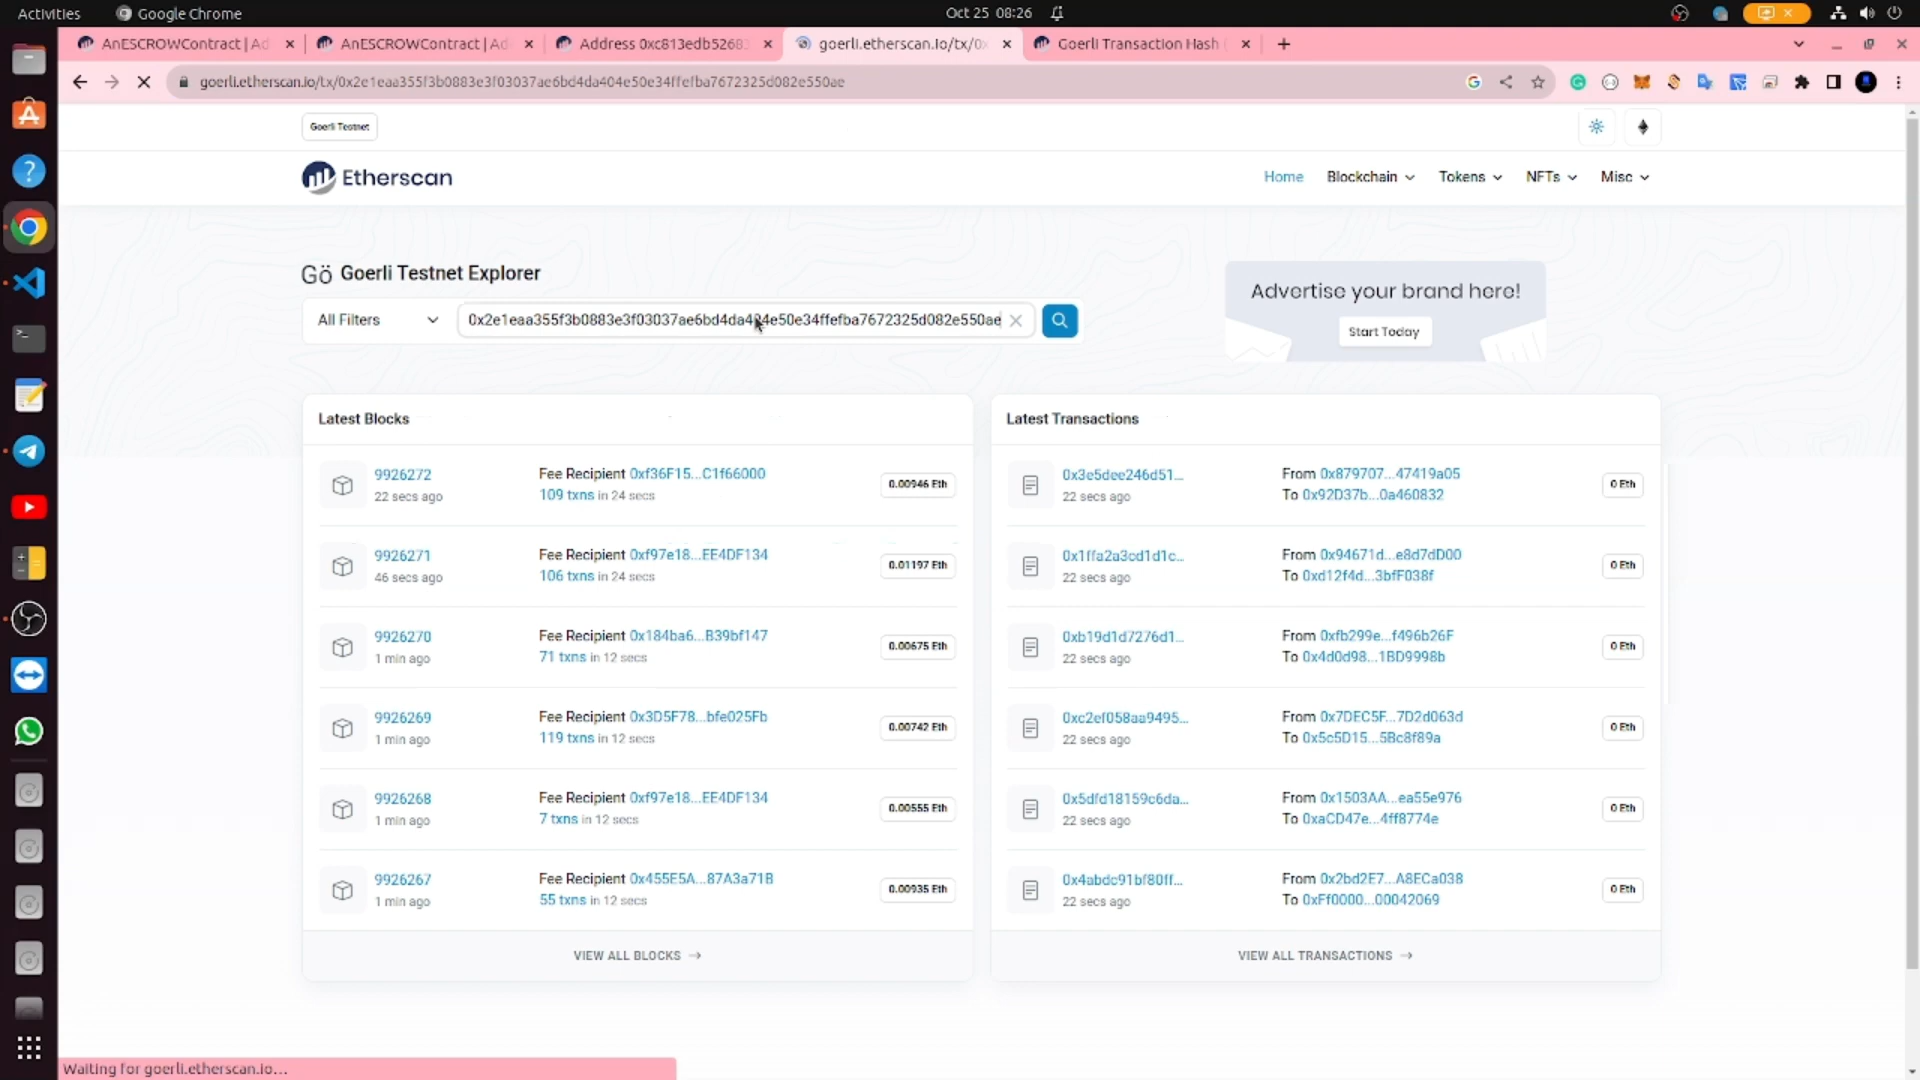 Activities
Google Chrome
Oct 25 08:26
AnESCROWContract | Ad
AnESCROWContract | Ad
Address 0xc813edb52683
goerli.etherscan.io/tx/0x
Goerli Transaction Hash (
goerli.etherscan.io/tx/0x2e1eaa355f3b0883e3f03037ae6bd4da404e50e34ffefba7672325d082e550ae
Goerli Testnet
Etherscan
Home
Blockchain
Tokens
NFTs
Misc
Goerli Testnet Explorer
All Filters
0x2e1eaa355f3b0883e3f03037ae6bd4da404e50e34ffefba7672325d082e550ae
Advertise your brand here!
Start Today
Latest Blocks
9926272
22 secs ago
Fee Recipient 0xf36F15...C1f66000
109 txns in 24 secs
0.00946 Eth
9926271
46 secs ago
Fee Recipient 0xf97e18...EE4DF134
106 txns in 24 secs
0.01197 Eth
9926270
1 min ago
Fee Recipient 0x184ba6...B39bf147
71 txns in 12 secs
0.00675 Eth
9926269
1 min ago
Fee Recipient 0x3D5F78...bfe025Fb
119 txns in 12 secs
0.00742 Eth
9926268
1 min ago
Fee Recipient 0xf97e18...EE4DF134
7 txns in 12 secs
0.00555 Eth
9926267
1 min ago
Fee Recipient 0x455E5A...87A3a71B
55 txns in 12 secs
0.00935 Eth
VIEW ALL BLOCKS
Latest Transactions
0x3e5dee246d51...
22 secs ago
From 0x879707...47419a05
To 0x92D37b...0a460832
0 Eth
0x1ffa2a3cd1d1c...
22 secs ago
From 0x94671d...e8d7dD00
To 0xd12f4d...3bfF038f
0 Eth
0xb19d1d7276d1...
22 secs ago
From 0xfb299e...f496b26F
To 0x4d0d98...1BD9998b
0 Eth
0xc2ef058aa9495...
22 secs ago
From 0x7DEC5F...7D2d063d
To 0x5c5D15...5Bc8f89a
0 Eth
0x5dfd18159c6da...
22 secs ago
From 0x1503AA...ea55e976
To 0xaCD47e...4ff8774e
0 Eth
0x4abdc91bf80ff...
22 secs ago
From 0x2bd2E7...A8ECa038
To 0xFf0000...00042069
0 Eth
VIEW ALL TRANSACTIONS
Waiting for goerli.etherscan.io...